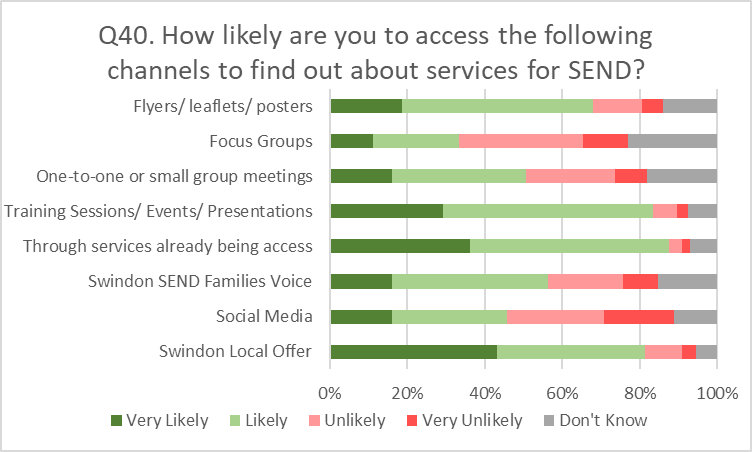 Q40. How likely are you to access the following
channels to find out about services for SEND?
Flyers/ leaflets/ posters
Focus Groups
One-to-one or small group meetings
Training Sessions/ Events/ Presentations
Through services already being access
Swindon SEND Families Voice
Social Media
Swindon Local Offer
0% 20% 40% 60% 80% 100%
Very Likely Likely Unlikely Very Unlikely Don't Know